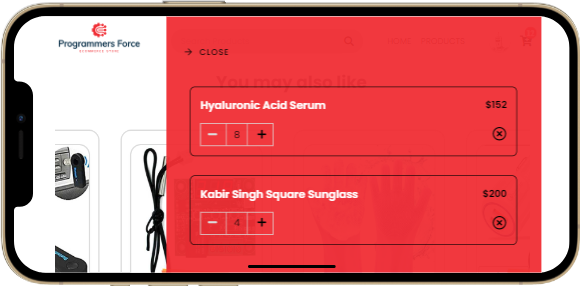 Programmers Force
ECOMMERCE STORE
→ CLOSE
HOME PRODUCTS
You may also like
Hyaluronic Acid Serum
$152
− 8 +
Kabir Singh Square Sunglass
$200
− 4 +